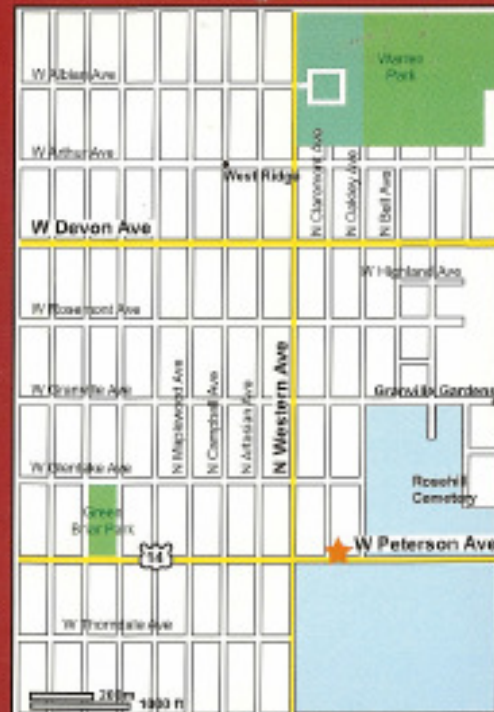 W Albion Ave
Warren
Park
W Arthur Ave
West Ridge
N Claremont Ave
N Oakley Ave
N Bell Ave
W Devon Ave
W Highland Ave
W Rosemont Ave
N Maplewood Ave
N Campbell Ave
N Artesian Ave
N Western Ave
W Granville Ave
Granville Gardens
W Glenlake Ave
Rosehill
Cemetery
Green
Briar Park
14
W Peterson Ave
W Thorndale Ave
200m
1000 ft